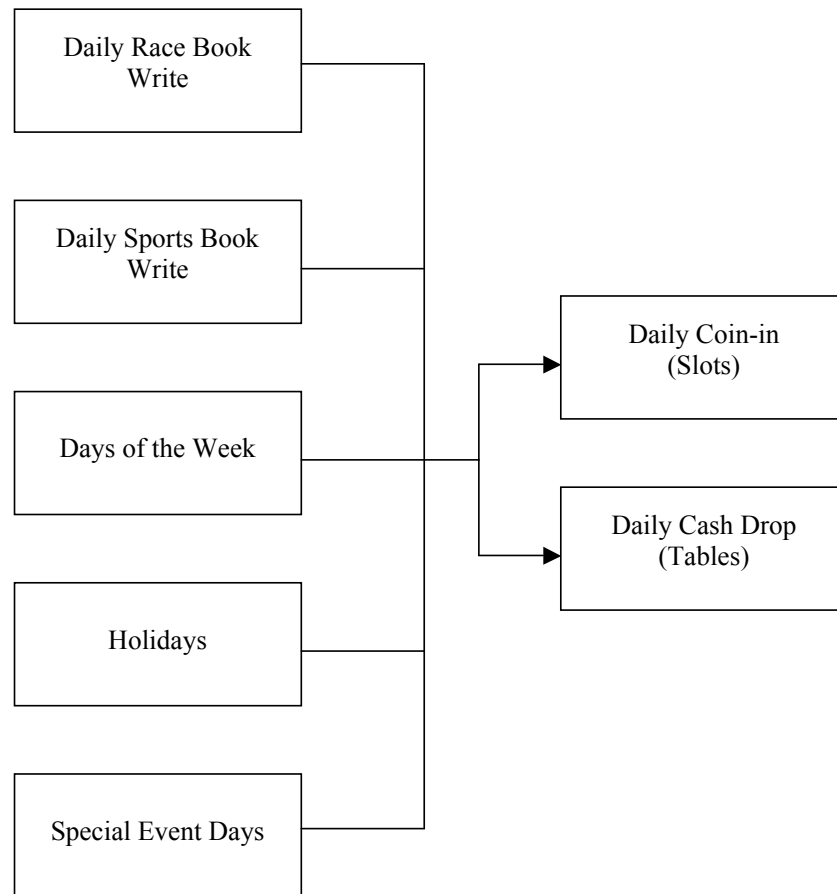 Daily Race Book
Write
Daily Sports Book
Write
Days of the Week
Holidays
Special Event Days
Daily Coin-in
(Slots)
Daily Cash Drop
(Tables)